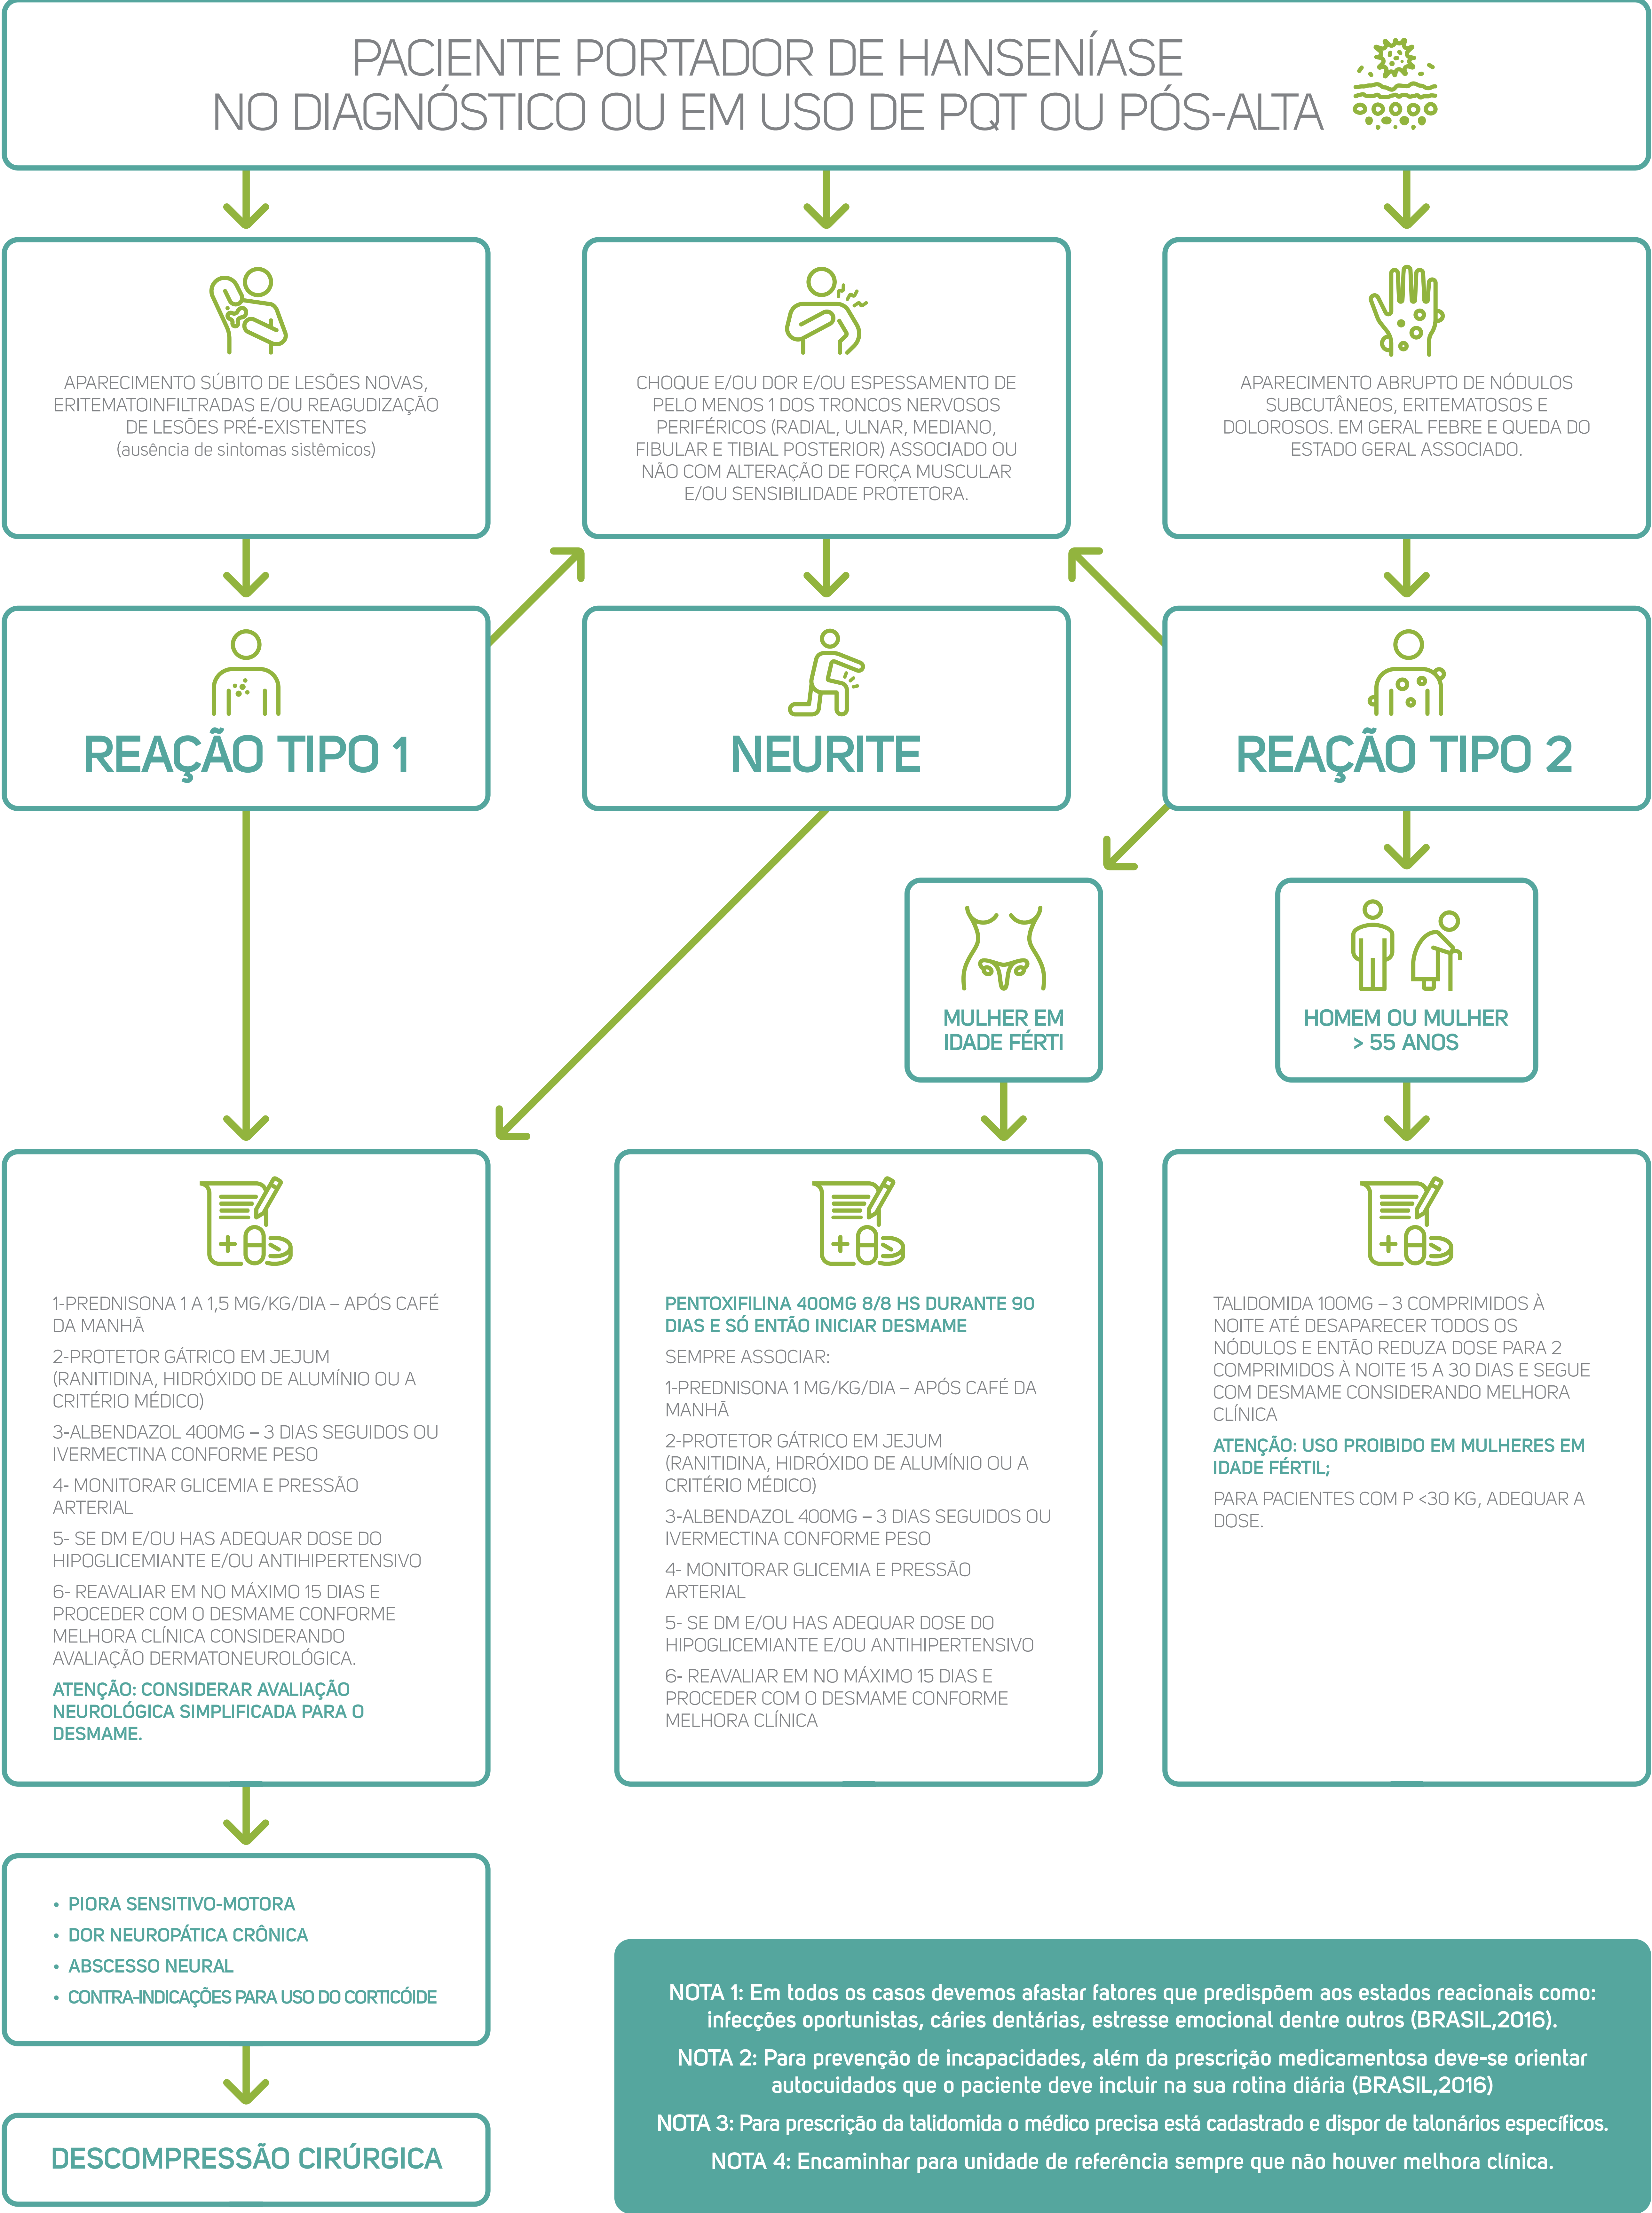 PACIENTE PORTADOR DE HANSENÍASE
NO DIAGNÓSTICO OU EM USO DE PQT OU PÓS-ALTA
APARECIMENTO SÚBITO DE LESÕES NOVAS,
ERITEMATOINFILTRADAS E/OU REAGUDIZAÇÃO
DE LESÕES PRÉ-EXISTENTES
(ausência de sintomas sistêmicos)
CHOQUE E/OU DOR E/OU ESPESSAMENTO DE
PELO MENOS 1 DOS TRONCOS NERVOSOS
PERIFÉRICOS (RADIAL, ULNAR, MEDIANO,
FIBULAR E TIBIAL POSTERIOR) ASSOCIADO OU
NÃO COM ALTERAÇÃO DE FORÇA MUSCULAR
E/OU SENSIBILIDADE PROTETORA.
APARECIMENTO ABRUPTO DE NÓDULOS
SUBCUTÂNEOS, ERITEMATOSOS E
DOLOROSOS. EM GERAL FEBRE E QUEDA DO
ESTADO GERAL ASSOCIADO.
REAÇÃO TIPO 1
NEURITE
REAÇÃO TIPO 2
MULHER EM
IDADE FÉRTI
HOMEM OU MULHER
> 55 ANOS
1-PREDNISONA 1 A 1,5 MG/KG/DIA – APÓS CAFÉ
DA MANHÃ
2-PROTETOR GÁTRICO EM JEJUM
(RANITIDINA, HIDRÓXIDO DE ALUMÍNIO OU A
CRITÉRIO MÉDICO)
3-ALBENDAZOL 400MG – 3 DIAS SEGUIDOS OU
IVERMECTINA CONFORME PESO
4- MONITORAR GLICEMIA E PRESSÃO
ARTERIAL
5- SE DM E/OU HAS ADEQUAR DOSE DO
HIPOGLICEMIANTE E/OU ANTIHIPERTENSIVO
6- REAVALIAR EM NO MÁXIMO 15 DIAS E
PROCEDER COM O DESMAME CONFORME
MELHORA CLÍNICA CONSIDERANDO
AVALIAÇÃO DERMATONEUROLÓGICA.
ATENÇÃO: CONSIDERAR AVALIAÇÃO
NEUROLÓGICA SIMPLIFICADA PARA O
DESMAME.
PENTOXIFILINA 400MG 8/8 HS DURANTE 90
DIAS E SÓ ENTÃO INICIAR DESMAME
SEMPRE ASSOCIAR:
1-PREDNISONA 1 MG/KG/DIA – APÓS CAFÉ DA
MANHÃ
2-PROTETOR GÁTRICO EM JEJUM
(RANITIDINA, HIDRÓXIDO DE ALUMÍNIO OU A
CRITÉRIO MÉDICO)
3-ALBENDAZOL 400MG – 3 DIAS SEGUIDOS OU
IVERMECTINA CONFORME PESO
4- MONITORAR GLICEMIA E PRESSÃO
ARTERIAL
5- SE DM E/OU HAS ADEQUAR DOSE DO
HIPOGLICEMIANTE E/OU ANTIHIPERTENSIVO
6- REAVALIAR EM NO MÁXIMO 15 DIAS E
PROCEDER COM O DESMAME CONFORME
MELHORA CLÍNICA
TALIDOMIDA 100MG – 3 COMPRIMIDOS À
NOITE ATÉ DESAPARECER TODOS OS
NÓDULOS E ENTÃO REDUZA DOSE PARA 2
COMPRIMIDOS À NOITE 15 A 30 DIAS E SEGUE
COM DESMAME CONSIDERANDO MELHORA
CLÍNICA
ATENÇÃO: USO PROIBIDO EM MULHERES EM
IDADE FÉRTIL;
PARA PACIENTES COM P <30 KG, ADEQUAR A
DOSE.
• PIORA SENSITIVO-MOTORA
• DOR NEUROPÁTICA CRÔNICA
• ABSCESSO NEURAL
• CONTRA-INDICAÇÕES PARA USO DO CORTICÓIDE
DESCOMPRESSÃO CIRÚRGICA
NOTA 1: Em todos os casos devemos afastar fatores que predispõem aos estados reacionais como:
infecções oportunistas, cáries dentárias, estresse emocional dentre outros (BRASIL,2016).
NOTA 2: Para prevenção de incapacidades, além da prescrição medicamentosa deve-se orientar
autocuidados que o paciente deve incluir na sua rotina diária (BRASIL,2016)
NOTA 3: Para prescrição da talidomida o médico precisa está cadastrado e dispor de talonários específicos.
NOTA 4: Encaminhar para unidade de referência sempre que não houver melhora clínica.